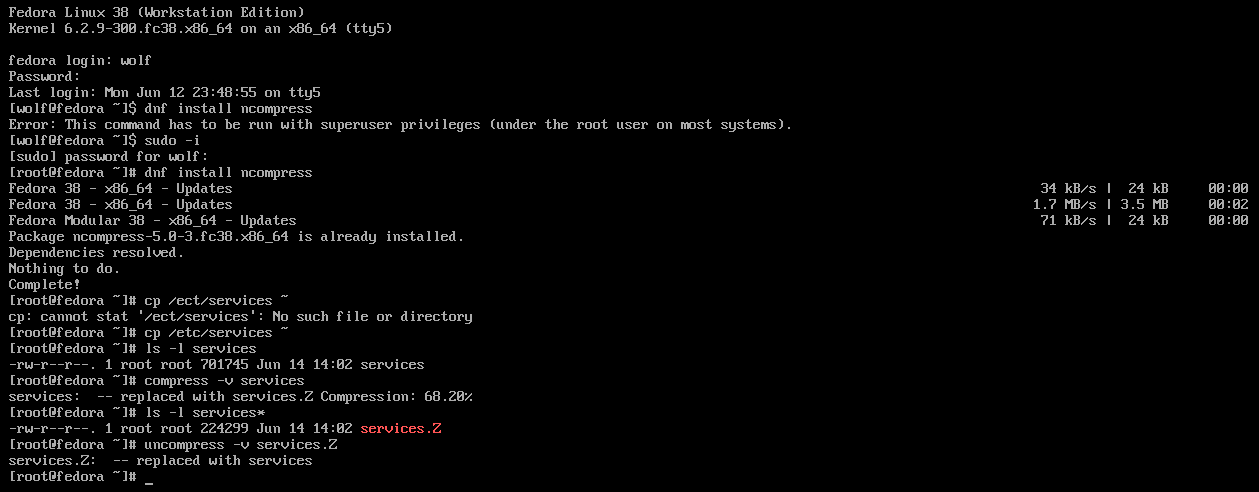 Fedora Linux 38 (Workstation Edition)
Kernel 6.2.9-300.fc38.x86_64 on an x86_64 (tty5)
fedora login: wolf
Password:
Last login: Mon Jun 12 23:48:55 on tty5
[wolf@fedora ~]$ dnf install ncompress
Error: This command has to be run with superuser privileges (under the root user on most systems).
[wolf@fedora ~]$ sudo -i
[sudo] password for wolf:
[root@fedora ~]# dnf install ncompress
Fedora 38 - x86_64 - Updates 34 kB/s | 24 kB 00:00
Fedora 38 - x86_64 - Updates 1.7 MB/s | 3.5 MB 00:02
Fedora Modular 38 - x86_64 - Updates 71 kB/s | 24 kB 00:00
Package ncompress-5.0-3.fc38.x86_64 is already installed.
Dependencies resolved.
Nothing to do.
Complete!
[root@fedora ~]# cp /ect/services ~
cp: cannot stat '/ect/services': No such file or directory
[root@fedora ~]# cp /etc/services ~
[root@fedora ~]# ls -l services
-rw-r--r--. 1 root root 701745 Jun 14 14:02 services
[root@fedora ~]# compress -v services
services:  -- replaced with services.Z Compression: 68.20%
[root@fedora ~]# ls -l services*
-rw-r--r--. 1 root root 224299 Jun 14 14:02 services.Z
[root@fedora ~]# uncompress -v services.Z
services.Z:  -- replaced with services
[root@fedora ~]# _